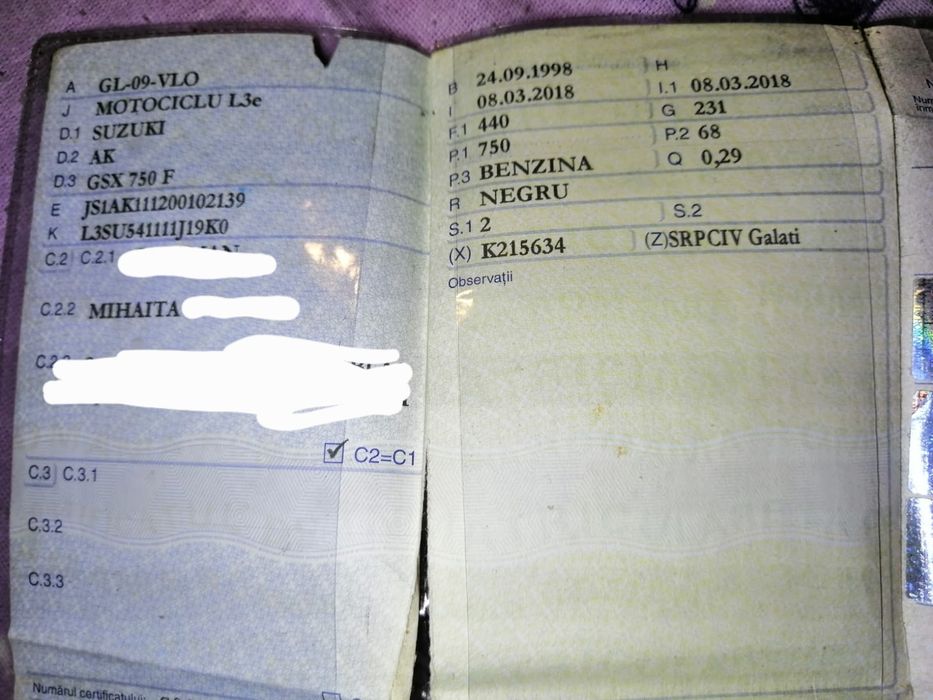 A GL-09-VLO
J MOTOCICLU L3e
D.1 SUZUKI
D.2 AK
D.3 GSX 750 F
E JS1AK111200102139
K L3SU541111J19K0
C.2 C.2.1
C.2.2 MIHAITA
C2=C1
C.3 C.3.1
C.3.2
C.3.3
Numărul certificatului
B 24.09.1998 H
I 08.03.2018 I.1 08.03.2018
F.1 440 G 231
P.1 750 P.2 68
P.3 BENZINA Q 0,29
R NEGRU
S.1 2 S.2
(X) K215634 (Z)SRPCIV Galati
Observații